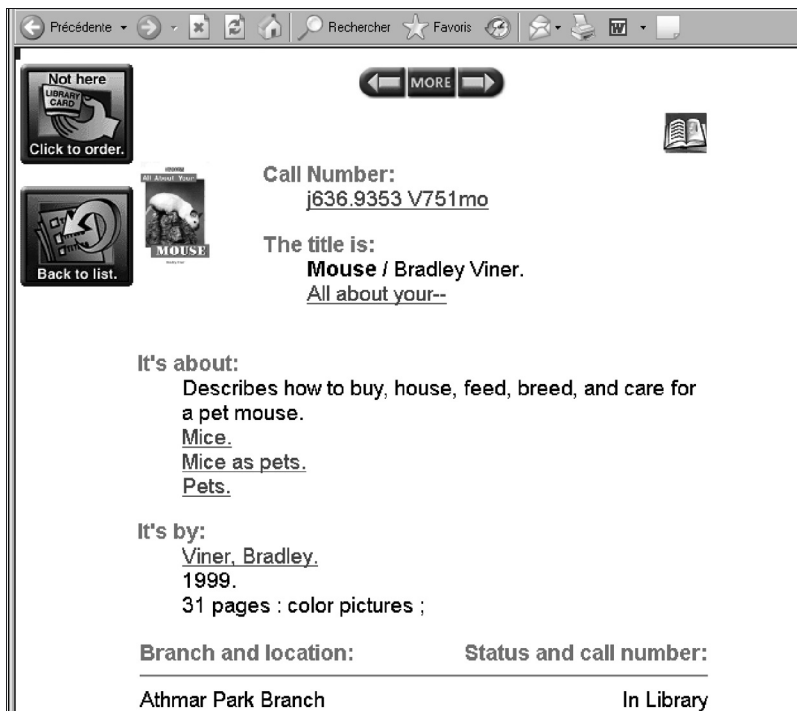 Précédente
Rechercher
Favoris
Not here
LIBRARY
CARD
Click to order.
MORE
Back to list.
All About Your
MOUSE
Call Number:
j636.9353 V751mo
The title is:
Mouse / Bradley Viner.
All about your--
It's about:
Describes how to buy, house, feed, breed, and care for
a pet mouse.
Mice.
Mice as pets.
Pets.
It's by:
Viner, Bradley.
1999.
31 pages : color pictures ;
Branch and location: Status and call number:
Athmar Park Branch In Library